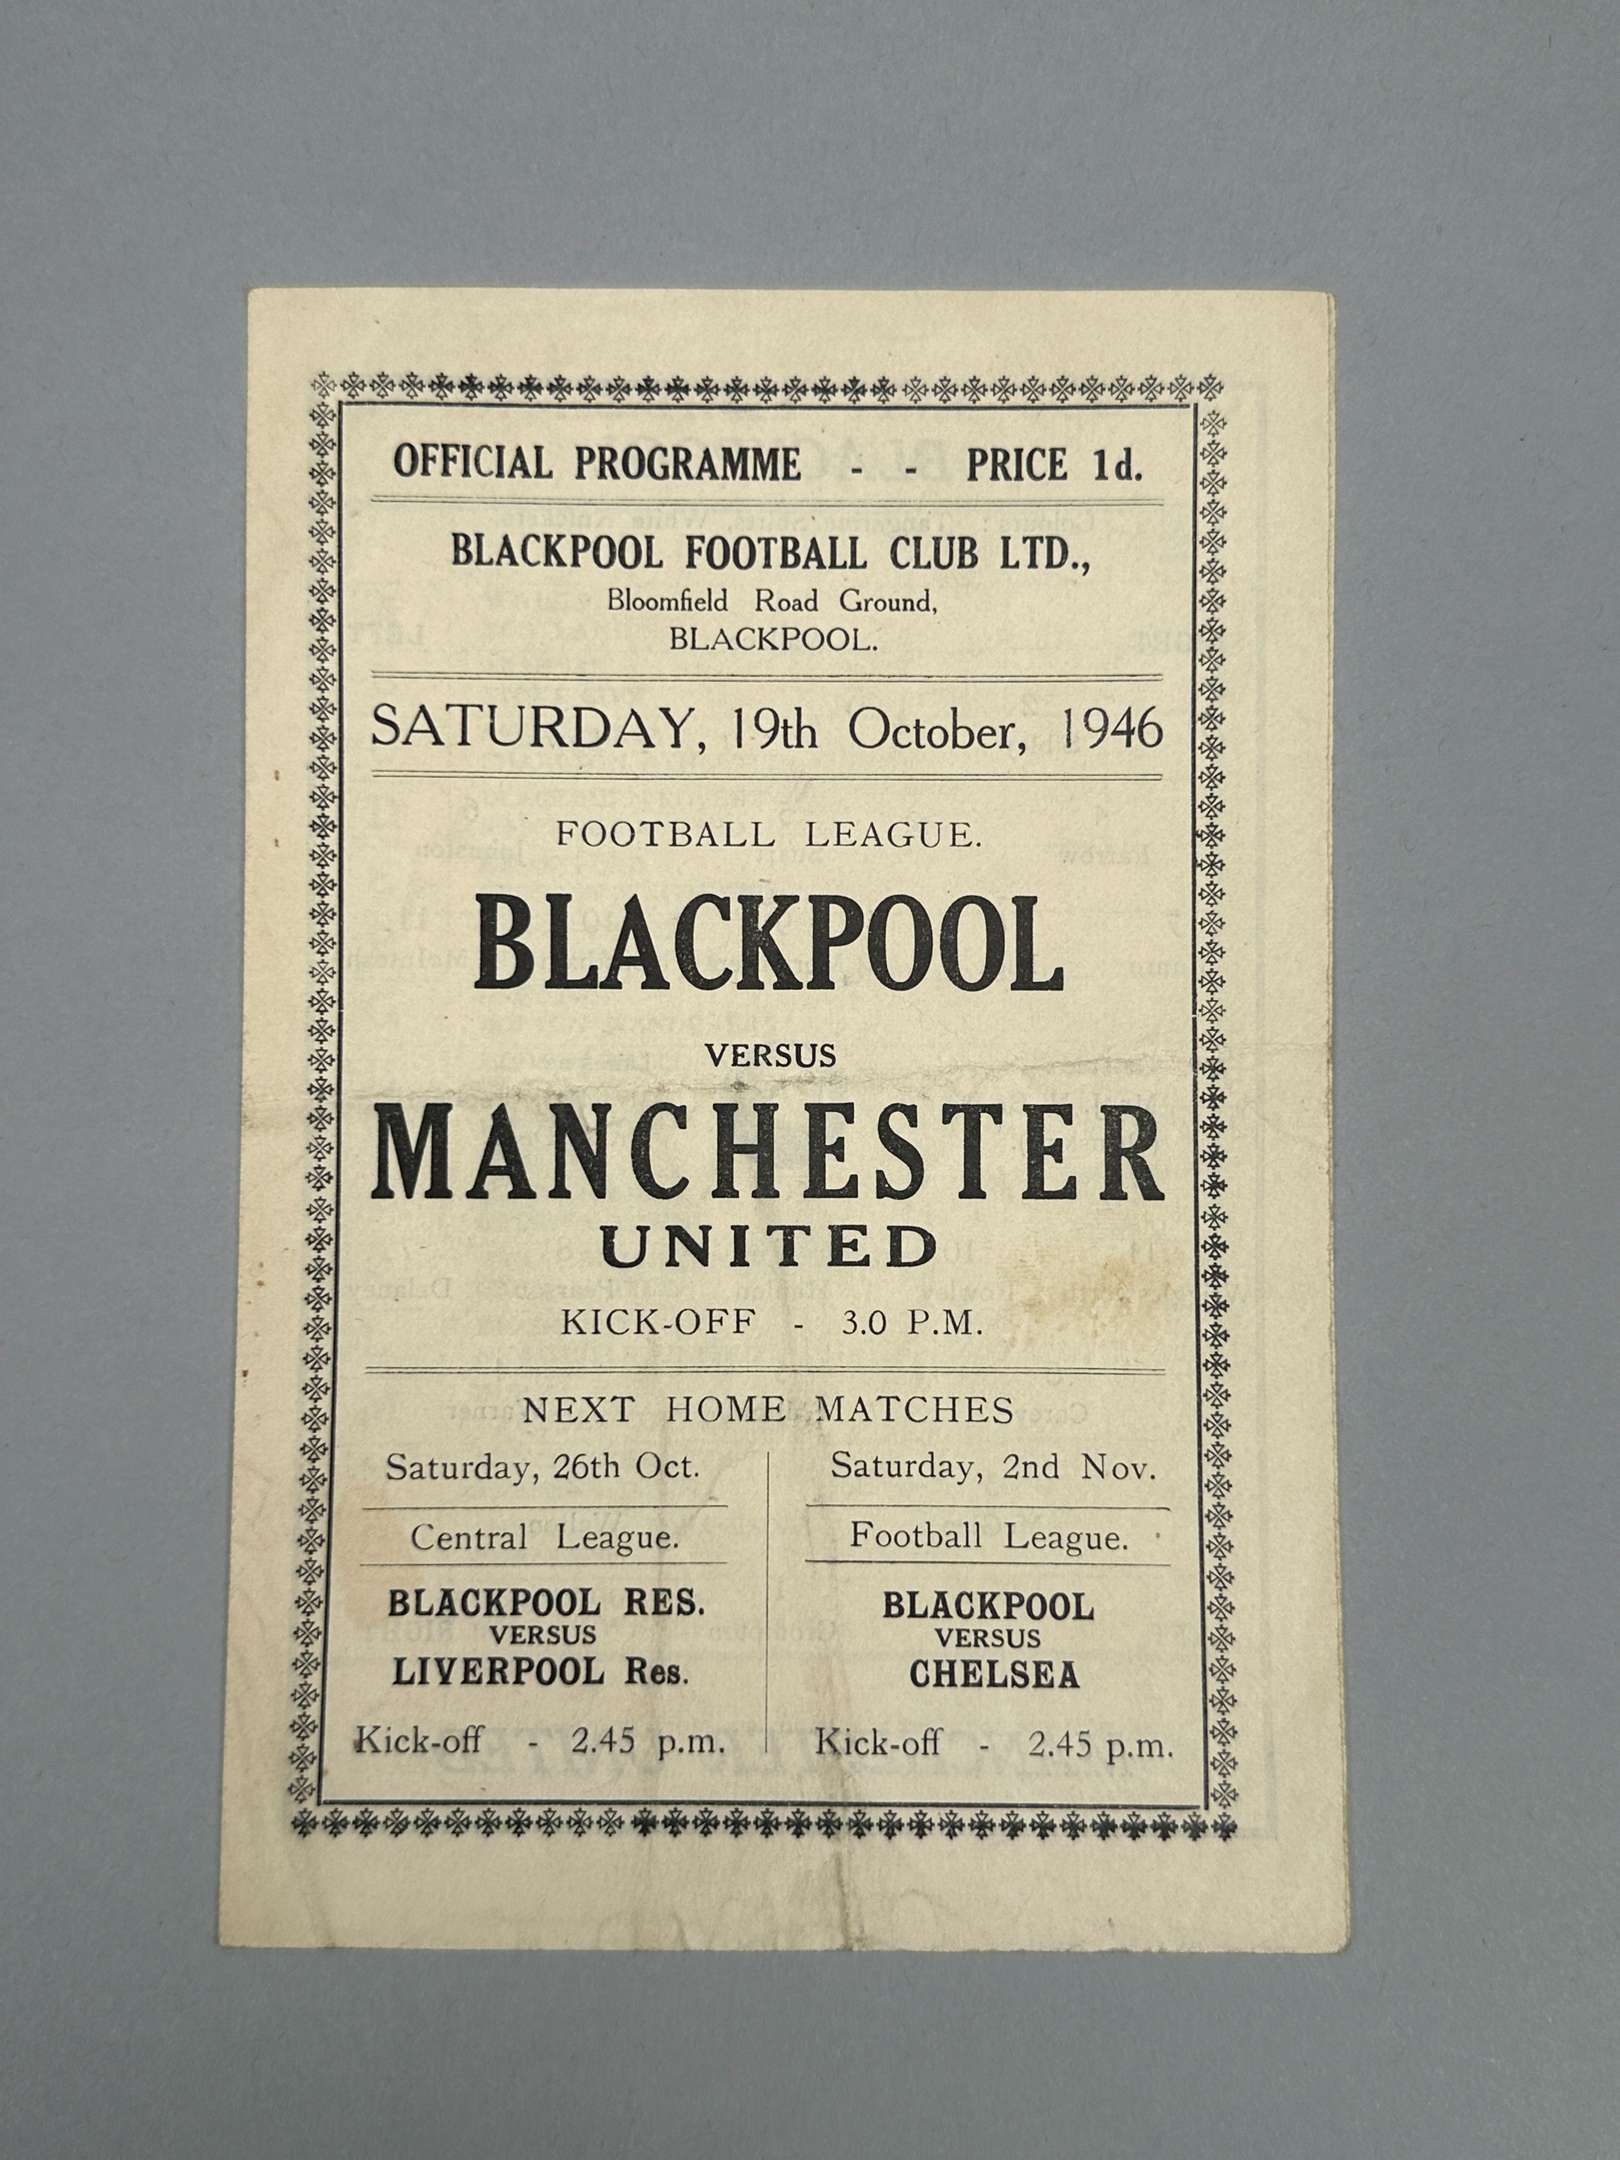 OFFICIAL PROGRAMME - - PRICE 1d.
BLACKPOOL FOOTBALL CLUB LTD.,
Bloomfield Road Ground,
BLACKPOOL.
SATURDAY, 19th October, 1946
FOOTBALL LEAGUE.
BLACKPOOL
VERSUS
MANCHESTER
UNITED
KICK-OFF - 3.0 P.M.
NEXT HOME MATCHES
Saturday, 26th Oct.
Central League.
BLACKPOOL RES.
VERSUS
LIVERPOOL Res.
Kick-off - 2.45 p.m.
Saturday, 2nd Nov.
Football League.
BLACKPOOL
VERSUS
CHELSEA
Kick-off - 2.45 p.m.